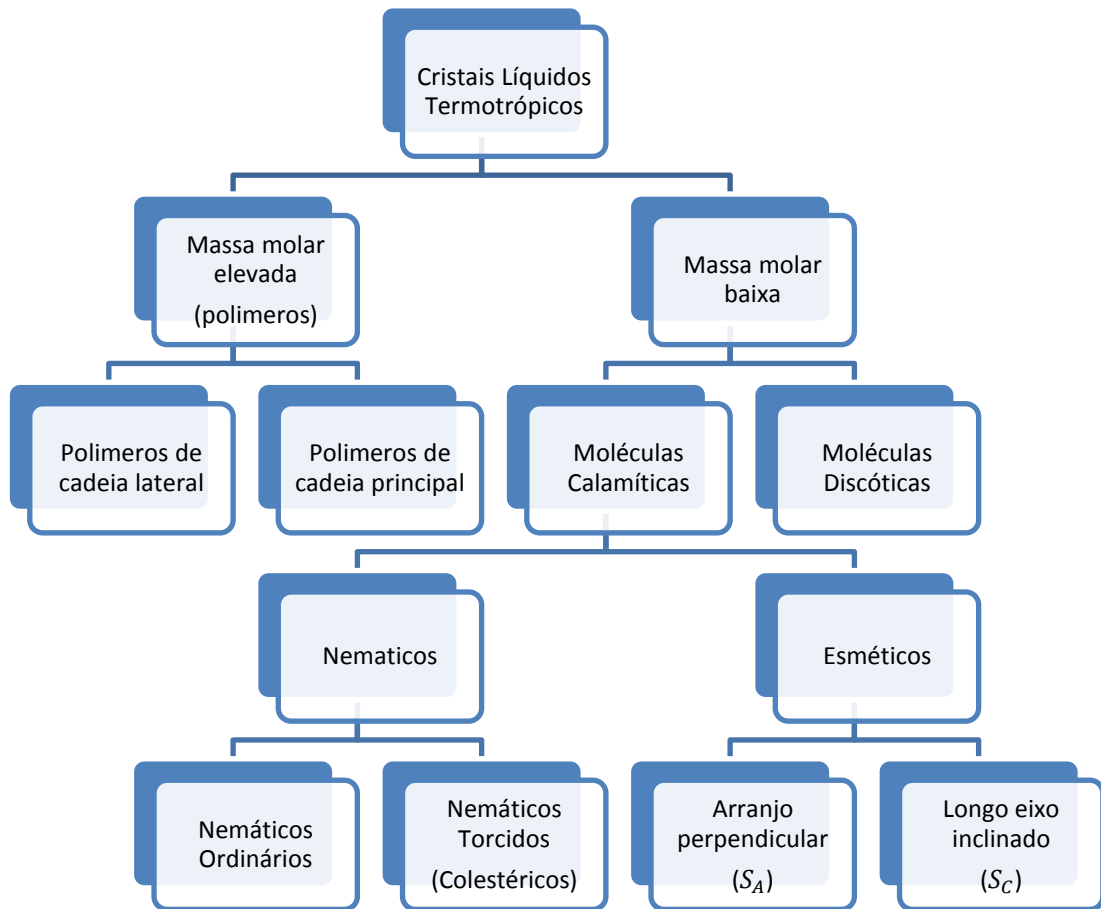 Cristais Líquidos
Termotrópicos
Massa molar
elevada
(polimeros)
Massa molar
baixa
Polimeros de
cadeia lateral
Polimeros de
cadeia principal
Moléculas
Calamíticas
Moléculas
Discóticas
Nematicos
Esméticos
Nemáticos
Ordinários
Nemáticos
Torcidos
(Colestéricos)
Arranjo
perpendicular
(S_A)
Longo eixo
inclinado
(S_C)